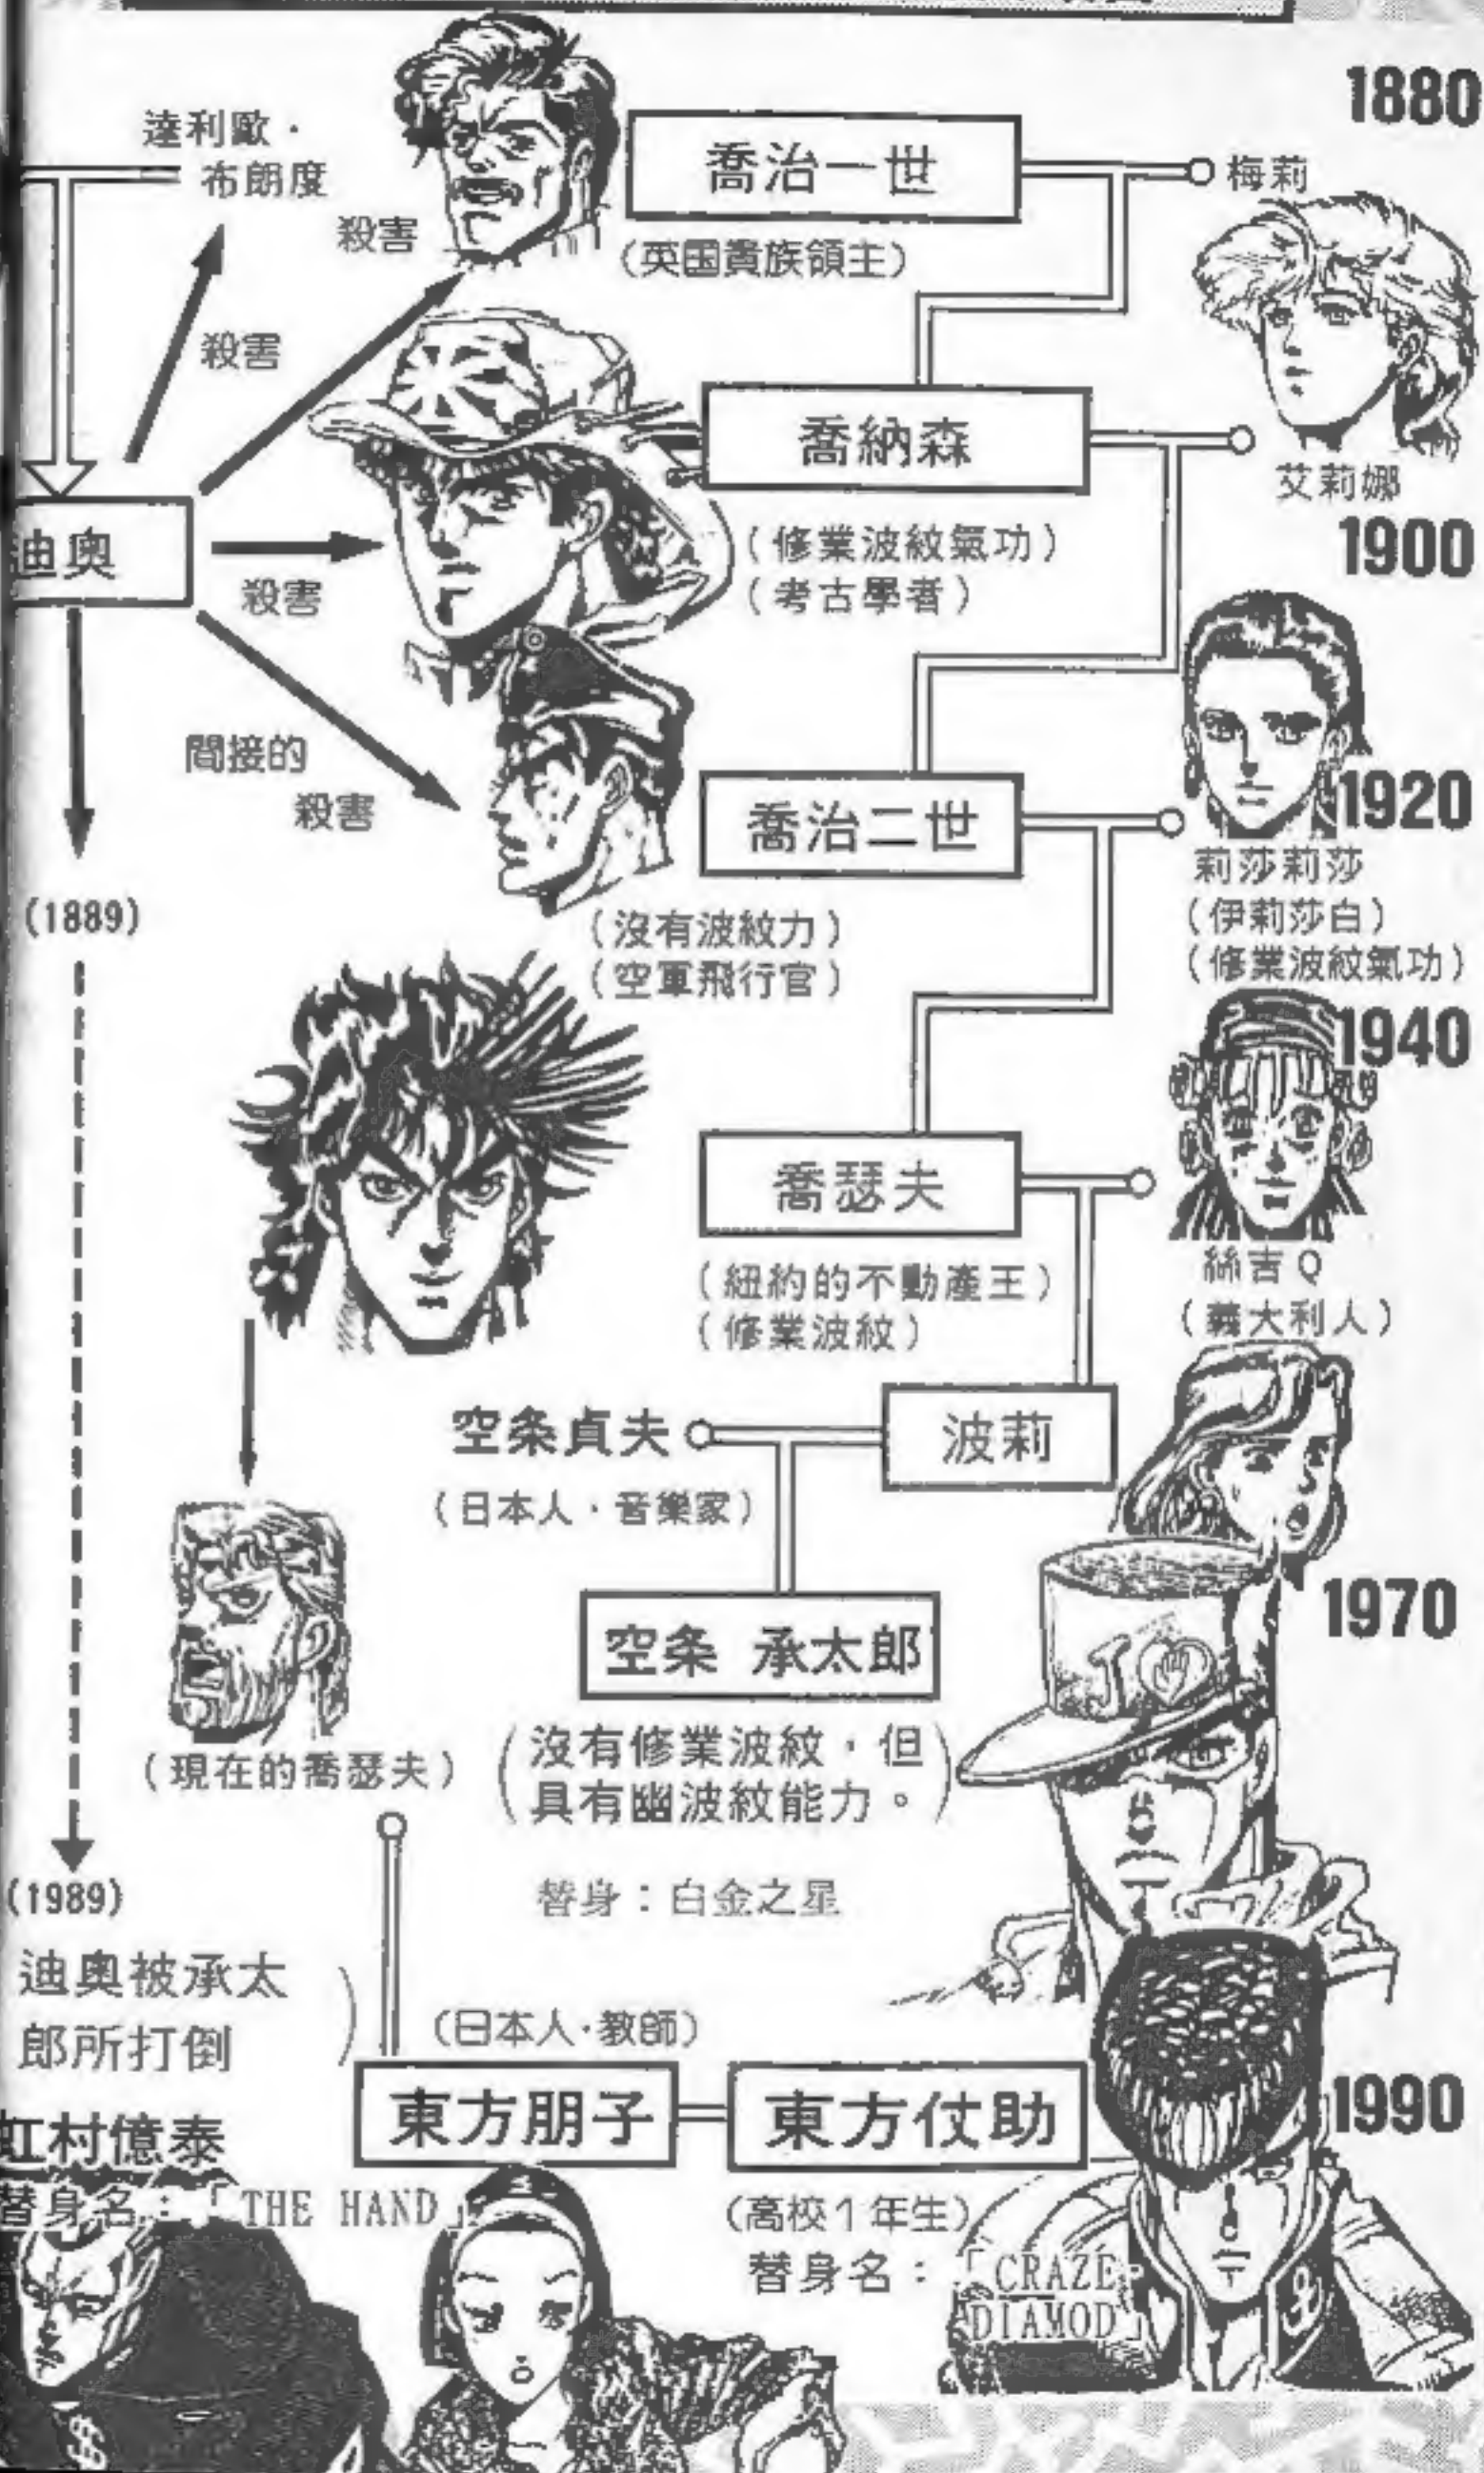 1880
達利歐·
布朗度
喬治一世
梅莉
殺害
(英国貴族領主)
殺害
喬納森
艾莉娜
1900
迪奥
(修業波紋氣功)
(考古學者)
殺害
間接的
殺害
喬治二世
1920
莉莎莉莎
(伊莉莎白)
(修業波紋氣功)
(1889)
(沒有波紋力)
(空軍飛行官)
1940
喬瑟夫
絲吉Q
(義大利人)
(紐約的不動產王)
(修業波紋)
空条貞夫
波莉
(日本人·音樂家)
1970
空条 承太郎
J
(現在的喬瑟夫)
(沒有修業波紋,但
具有幽波紋能力。)
替身:白金之星
(1989)
迪奥被承太
郎所打倒)
(日本人·教師)
東方朋子
東方仗助
1990
虹村億泰
替身名:「THE HAND」
(高校1年生)
替身名:「CRAZE-
DIAMOD」
$